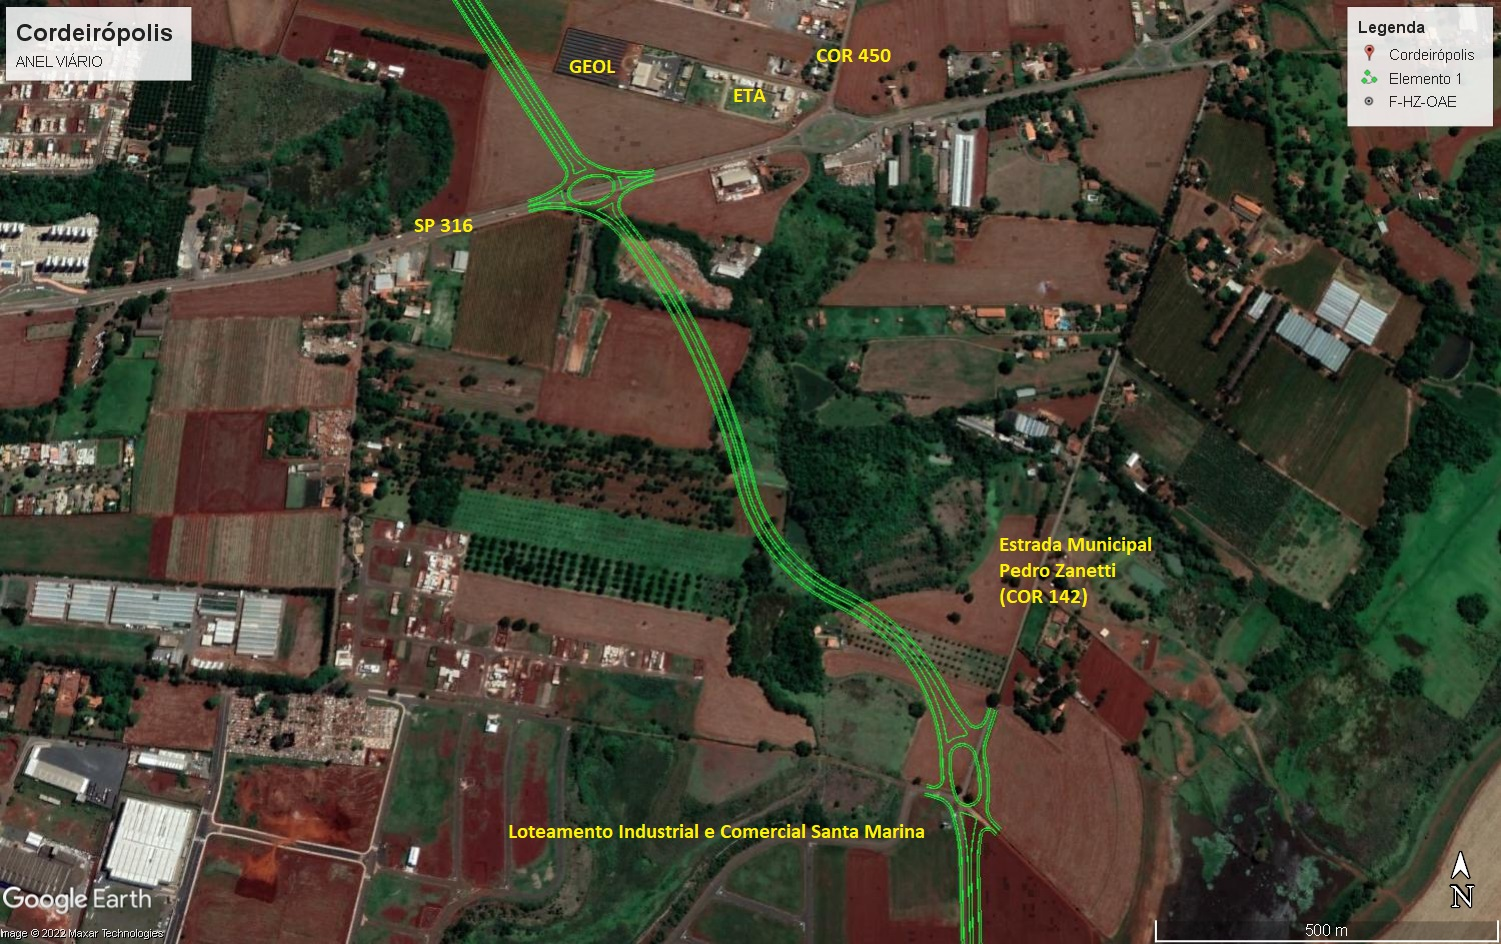 Cordeirópolis
ANEL VIÁRIO
Legenda
Cordeirópolis
Elemento 1
F-HZ-OAE
COR 450
GEOL
ETA
SP 316
Estrada Municipal
Pedro Zanetti
(COR 142)
Loteamento Industrial e Comercial Santa Marina
Google Earth
Image © 2022 Maxar Technologies
N
500 m